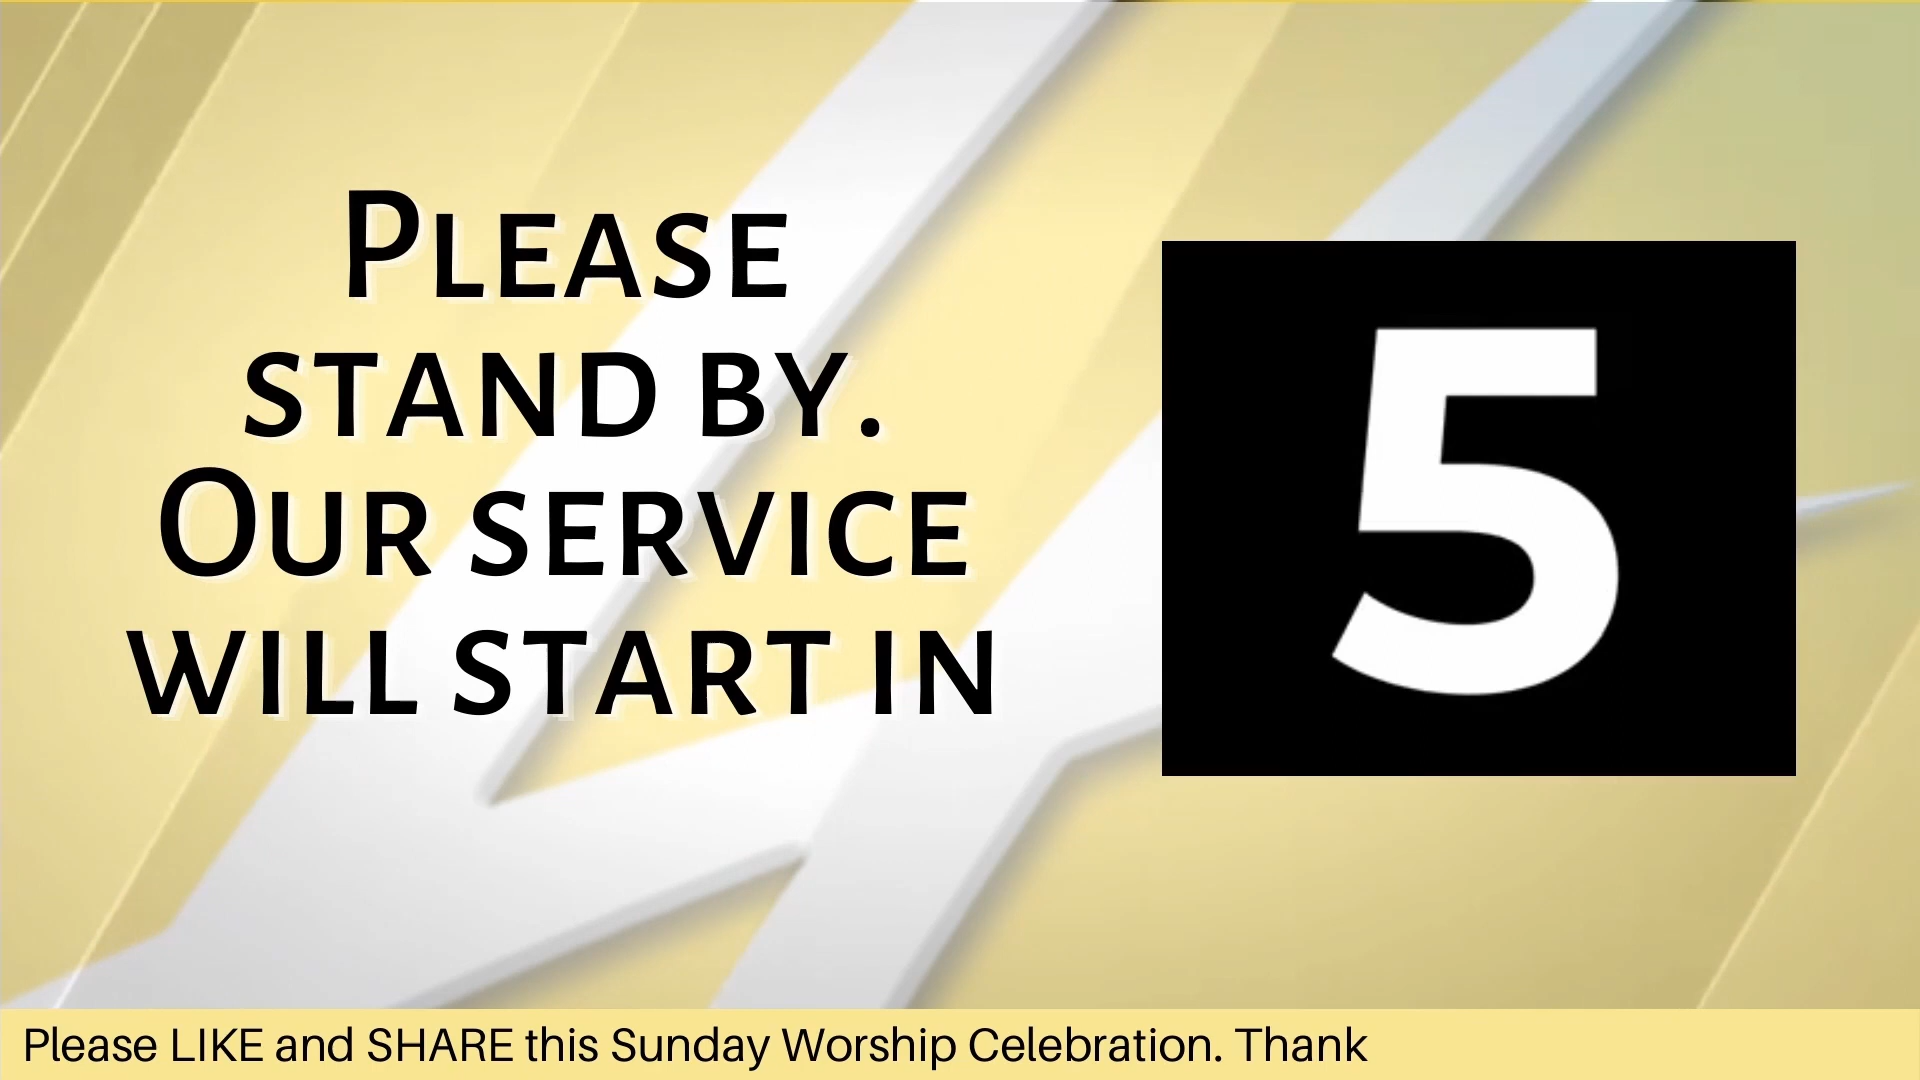 Please
stand by.
Our service
will start in
5
Please LIKE and SHARE this Sunday Worship Celebration. Thank